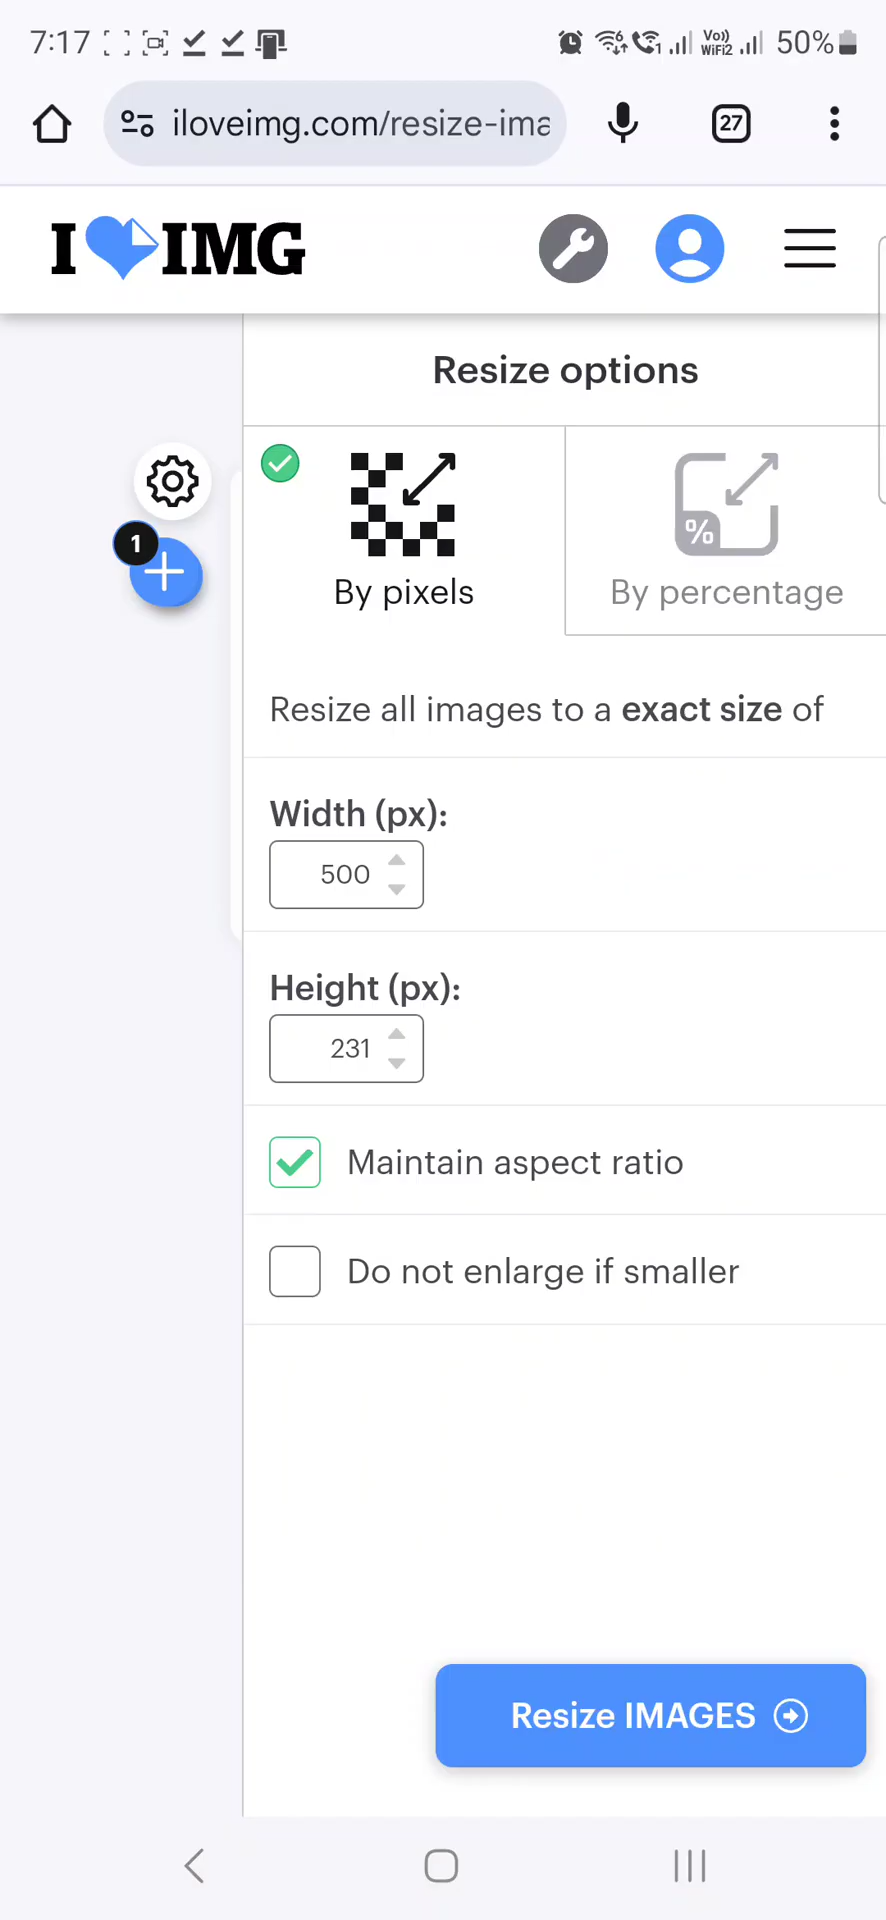 7:17
Vo))
WiFi2
50%
iloveimg.com/resize-ima
27
I IMG
Resize options
%
By pixels
By percentage
1
Resize all images to a exact size of
Width (px):
500
Height (px):
231
Maintain aspect ratio
Do not enlarge if smaller
Resize IMAGES